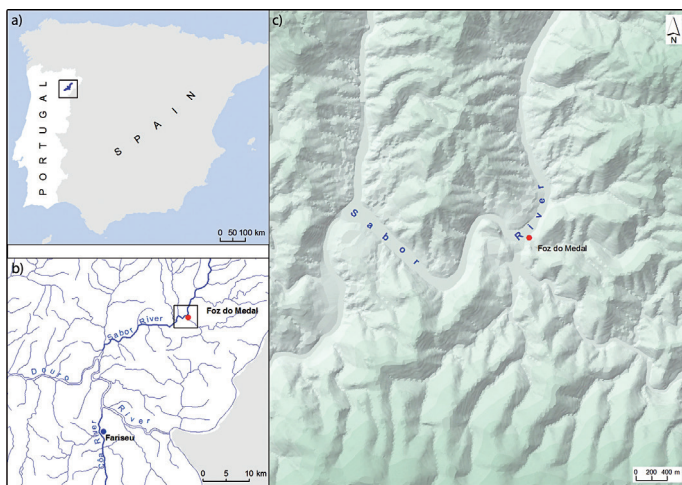 a)
PORTUGAL
SPAIN
0 50 100 km
b)
Foz do Medal
Sabor River
Douro
River
Fariseu
River
0 5 10 km
c)
N
Sabor
River
Foz do Medal
0 200 400 m